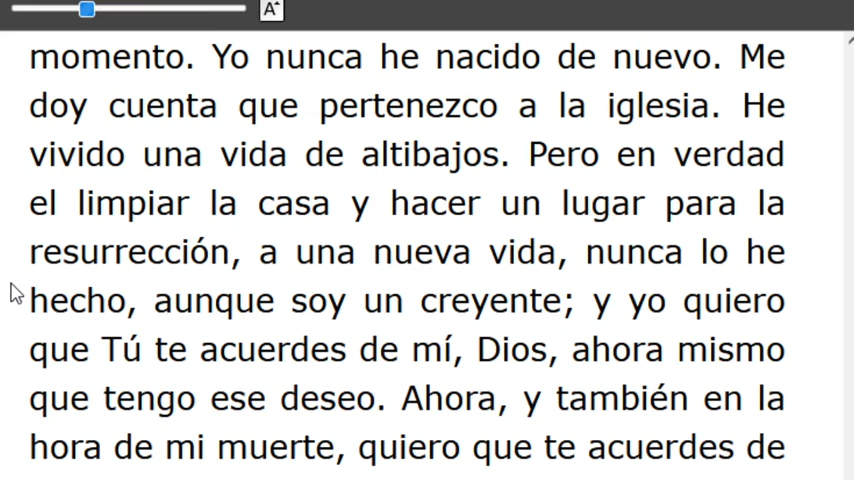 A
momento. Yo nunca he nacido de nuevo. Me
doy cuenta que pertenezco a la iglesia. He
vivido una vida de altibajos. Pero en verdad
el limpiar la casa y hacer un lugar para la
resurrección, a una nueva vida, nunca lo he
hecho, aunque soy un creyente; y yo quiero
que Tú te acuerdes de mí, Dios, ahora mismo
que tengo ese deseo. Ahora, y también en la
hora de mi muerte, quiero que te acuerdes de